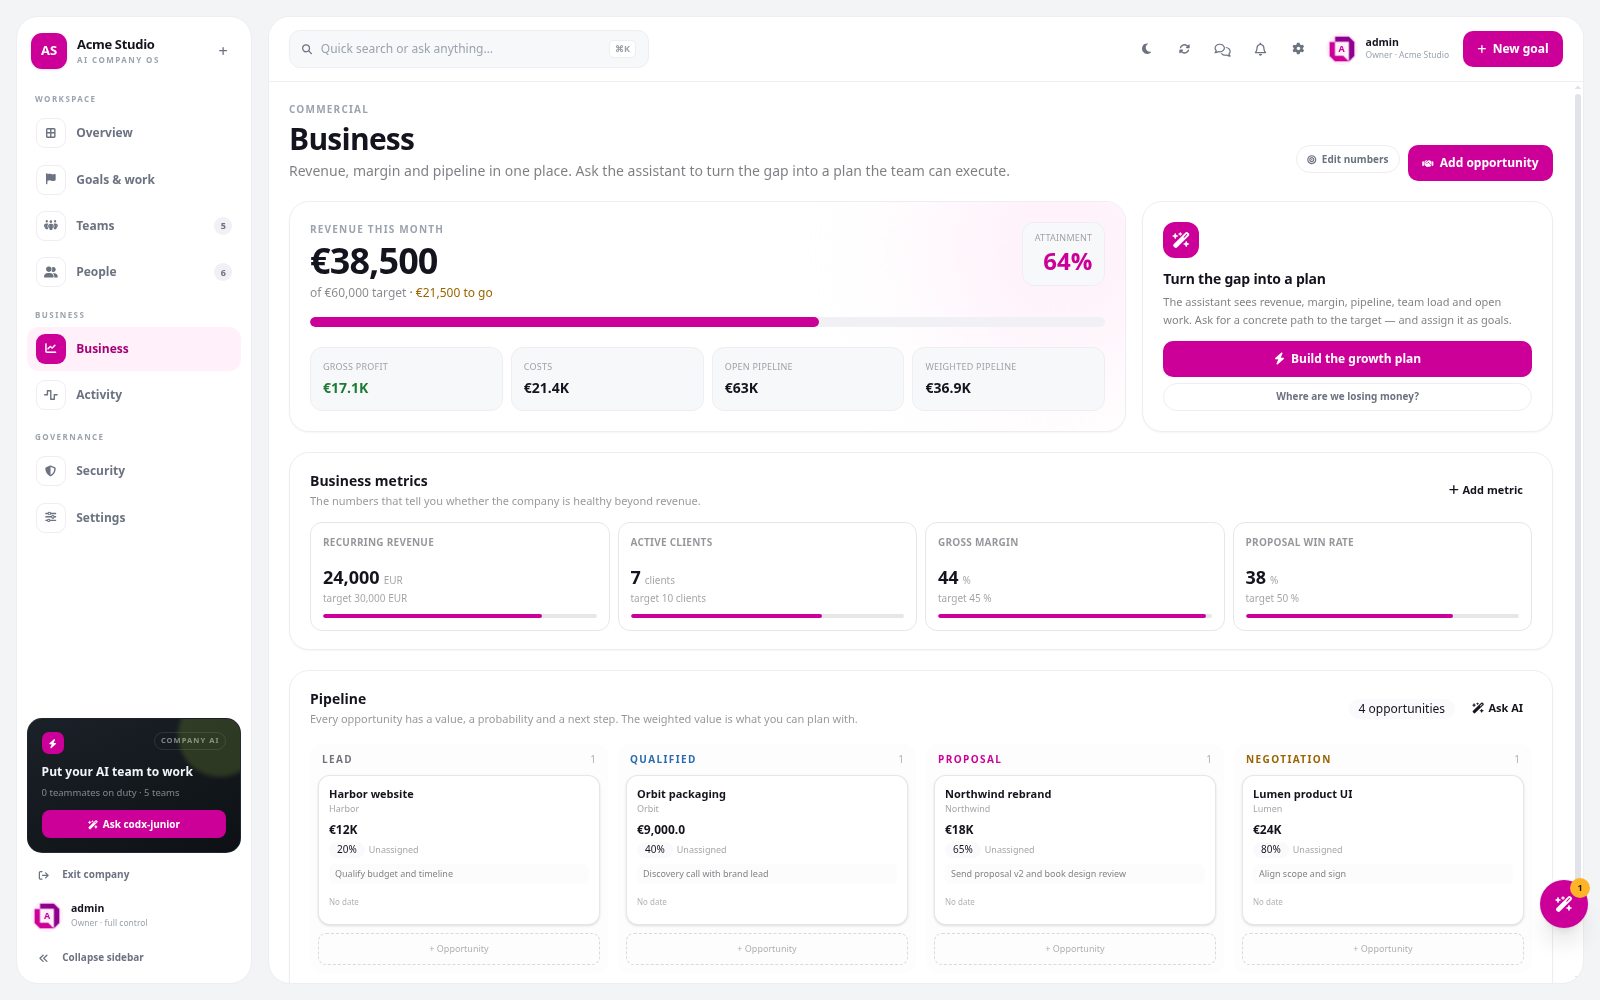 AS
Acme Studio
AI COMPANY OS
+
WORKSPACE
Overview
Goals & work
Teams
5
People
6
BUSINESS
Business
Activity
GOVERNANCE
Security
Settings
COMPANY AI
Put your AI team to work
0 teammates on duty · 5 teams
Ask codx-junior
Exit company
A
admin
Owner · full control
Collapse sidebar
Quick search or ask anything...
⌘K
A
admin
Owner · Acme Studio
+ New goal
COMMERCIAL
Business
Revenue, margin and pipeline in one place. Ask the assistant to turn the gap into a plan the team can execute.
Edit numbers
Add opportunity
REVENUE THIS MONTH
€38,500
of €60,000 target · €21,500 to go
ATTAINMENT
64%
GROSS PROFIT
€17.1K
COSTS
€21.4K
OPEN PIPELINE
€63K
WEIGHTED PIPELINE
€36.9K
Turn the gap into a plan
The assistant sees revenue, margin, pipeline, team load and open
work. Ask for a concrete path to the target — and assign it as goals.
Build the growth plan
Where are we losing money?
Business metrics
The numbers that tell you whether the company is healthy beyond revenue.
+ Add metric
RECURRING REVENUE
24,000 EUR
target 30,000 EUR
ACTIVE CLIENTS
7 clients
target 10 clients
GROSS MARGIN
44 %
target 45 %
PROPOSAL WIN RATE
38 %
target 50 %
Pipeline
Every opportunity has a value, a probability and a next step. The weighted value is what you can plan with.
4 opportunities
Ask AI
LEAD 1
Harbor website
Harbor
€12K
20% Unassigned
Qualify budget and timeline
No date
+ Opportunity
QUALIFIED 1
Orbit packaging
Orbit
€9,000.0
40% Unassigned
Discovery call with brand lead
No date
+ Opportunity
PROPOSAL 1
Northwind rebrand
Northwind
€18K
65% Unassigned
Send proposal v2 and book design review
No date
+ Opportunity
NEGOTIATION 1
Lumen product UI
Lumen
€24K
80% Unassigned
Align scope and sign
No date
+ Opportunity
1